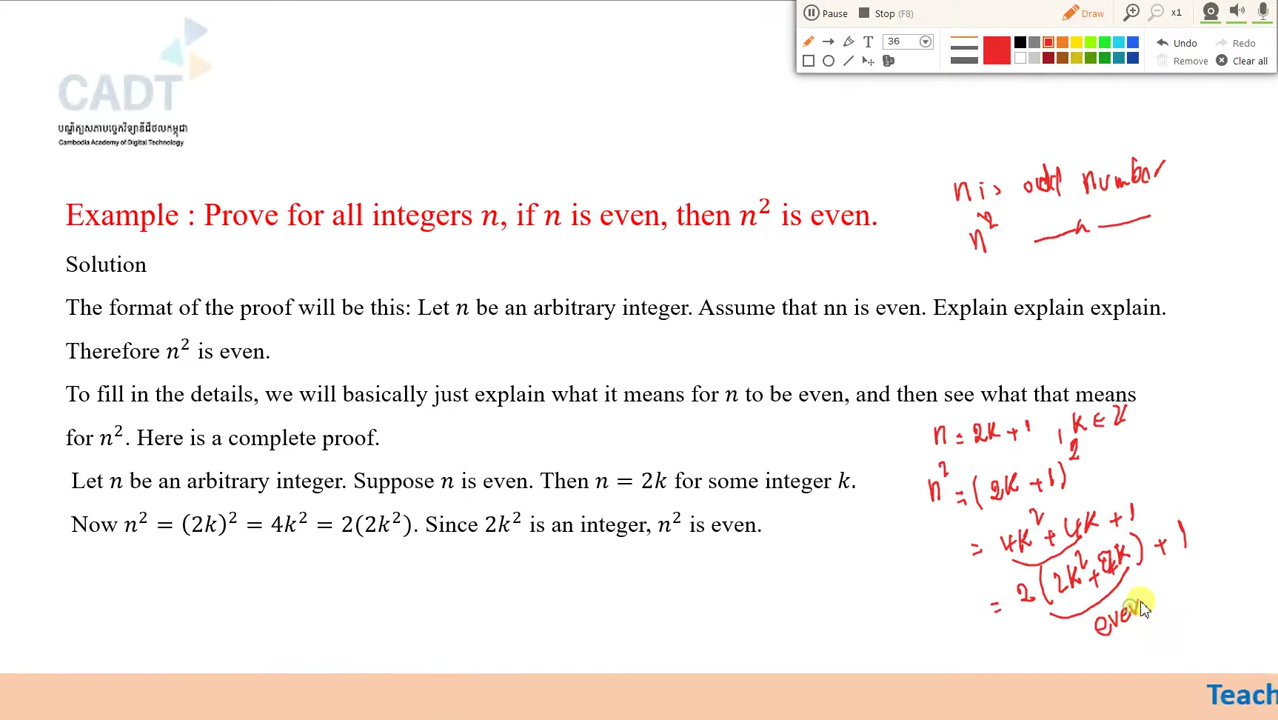 Pause Stop (F8) Draw x1
T 36 Undo Redo
Remove Clear all
CADT
បណ្ឌិត្យសភាបច្ចេកវិទ្យាឌីជីថលកម្ពុជា
Cambodia Academy of Digital Technology
n is odd number
n²
Example : Prove for all integers n, if n is even, then n² is even.
Solution
The format of the proof will be this: Let n be an arbitrary integer. Assume that nn is even. Explain explain explain.
Therefore n² is even.
To fill in the details, we will basically just explain what it means for n to be even, and then see what that means
for n². Here is a complete proof.
Let n be an arbitrary integer. Suppose n is even. Then n = 2k for some integer k.
Now n² = (2k)² = 4k² = 2(2k²). Since 2k² is an integer, n² is even.
n = 2k+1 , k ∈ Z
n² = (2k+1)²
= 4k² + 4k + 1
= 2(2k² + 2k) + 1
even
Teach